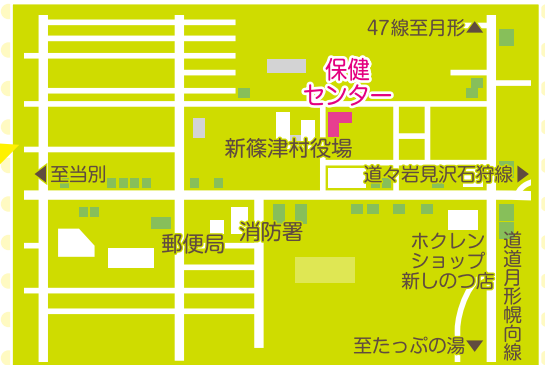 47線至月形▲
保健
センター
新篠津村役場
◀至当別
道々岩見沢石狩線▶
消防署
郵便局
ホクレン
ショップ
新しのつ店
道道月形幌向線
至たっぷの湯▼